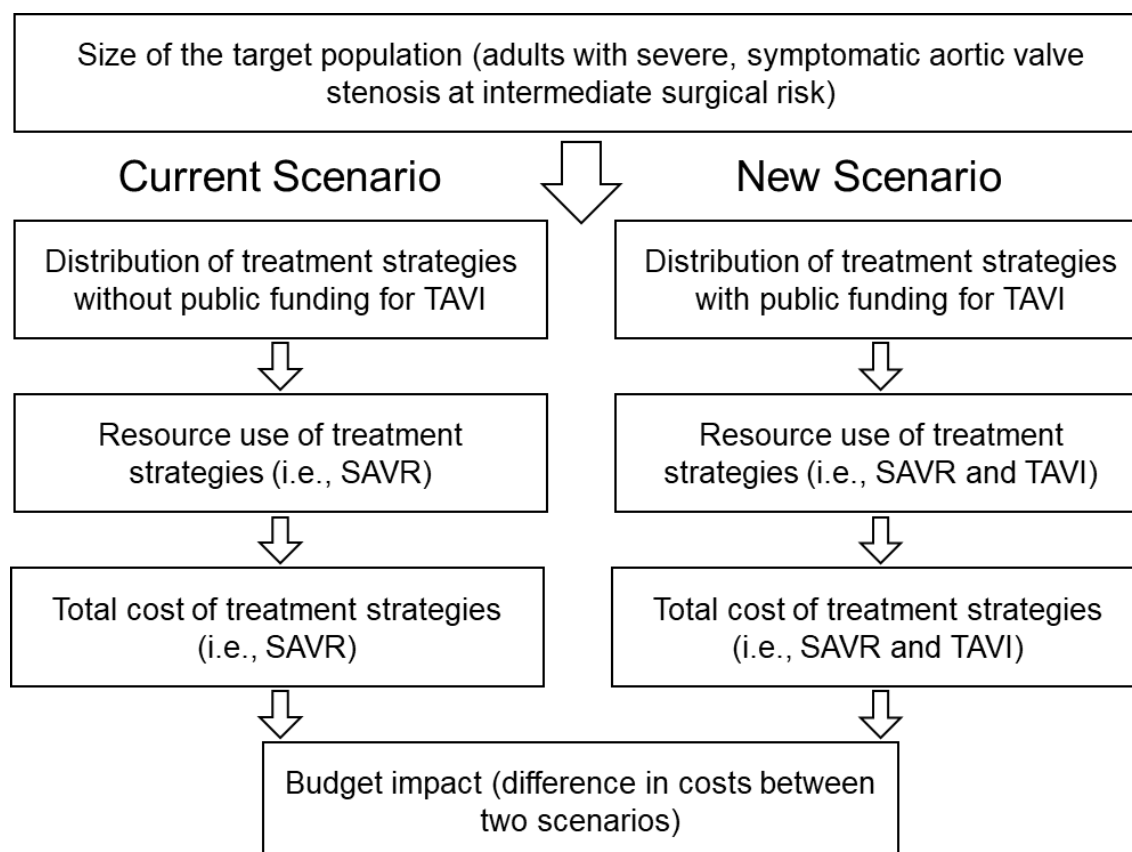 Size of the target population (adults with severe, symptomatic aortic valve
stenosis at intermediate surgical risk)
Current Scenario
New Scenario
Distribution of treatment strategies
without public funding for TAVI
Distribution of treatment strategies
with public funding for TAVI
Resource use of treatment
strategies (i.e., SAVR)
Resource use of treatment
strategies (i.e., SAVR and TAVI)
Total cost of treatment strategies
(i.e., SAVR)
Total cost of treatment strategies
(i.e., SAVR and TAVI)
Budget impact (difference in costs between
two scenarios)